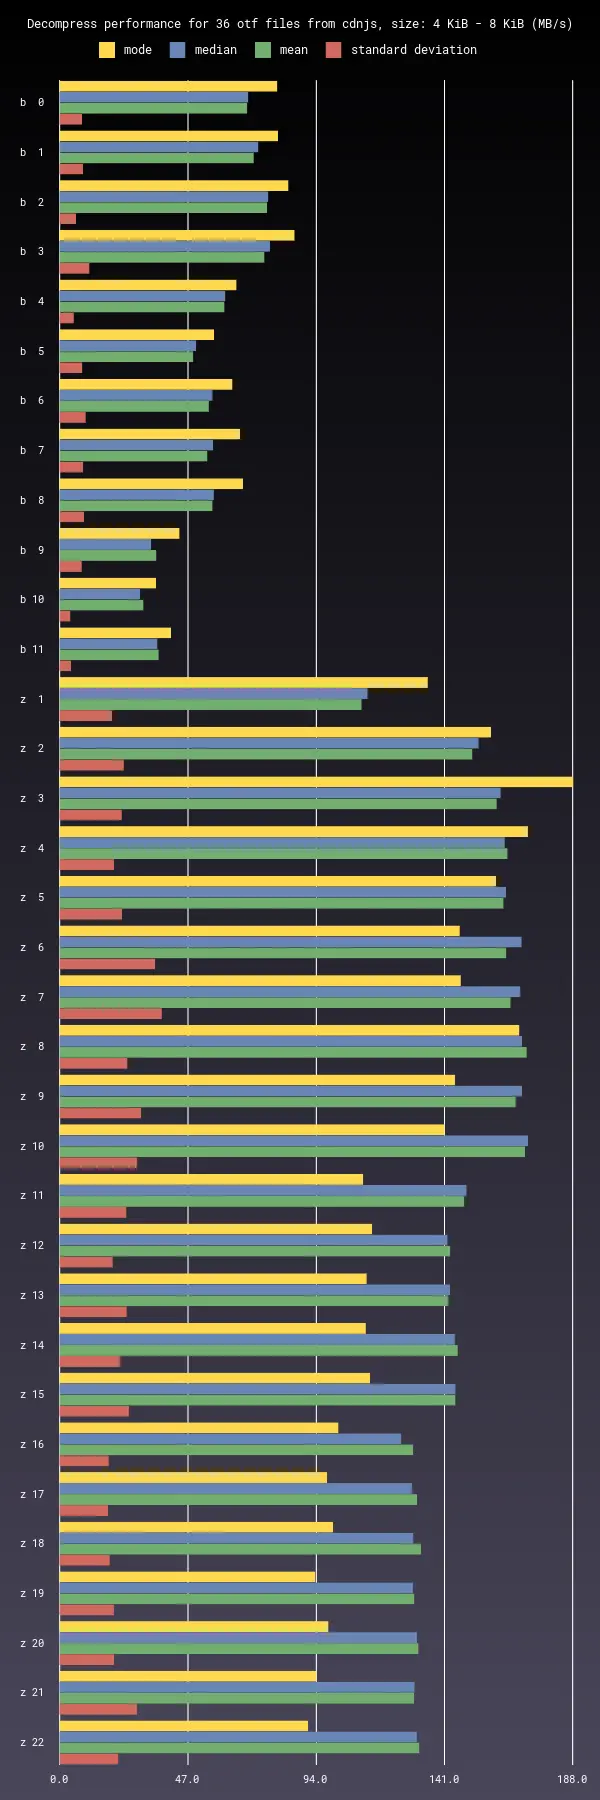 Decompress performance for 36 otf files from cdnjs, size: 4 KiB - 8 KiB (MB/s)
mode median mean standard deviation
b 0
b 1
b 2
b 3
b 4
b 5
b 6
b 7
b 8
b 9
b 10
b 11
z 1
z 2
z 3
z 4
z 5
z 6
z 7
z 8
z 9
z 10
z 11
z 12
z 13
z 14
z 15
z 16
z 17
z 18
z 19
z 20
z 21
z 22
0.0 47.0 94.0 141.0 188.0